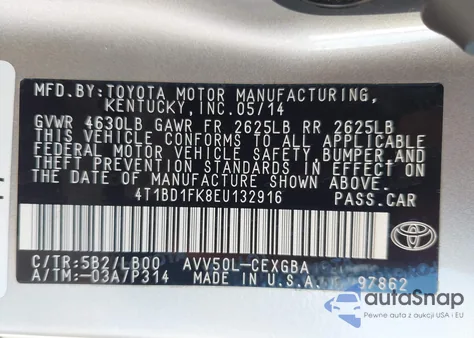 MFD.BY:TOYOTA MOTOR MANUFACTURING,
KENTUCKY,INC.05/14
GVWR 4630LB GAWR FR 2625LB RR 2625LB
THIS VEHICLE CONFORMS TO ALL APPLICABLE
FEDERAL MOTOR VEHICLE SAFETY,BUMPER,AND
THEFT PREVENTION STANDARDS IN EFFECT ON
THE DATE OF MANUFACTURE SHOWN ABOVE.
4T1BD1FK8EU132916 PASS.CAR
C/TR:5B2/LB00 AVV50L-CEXGBA
A/TM:-03A/P314 MADE IN U.S.A. 97862
TOYOTA
autoSnap
Pewne auta z aukcji USA i EU